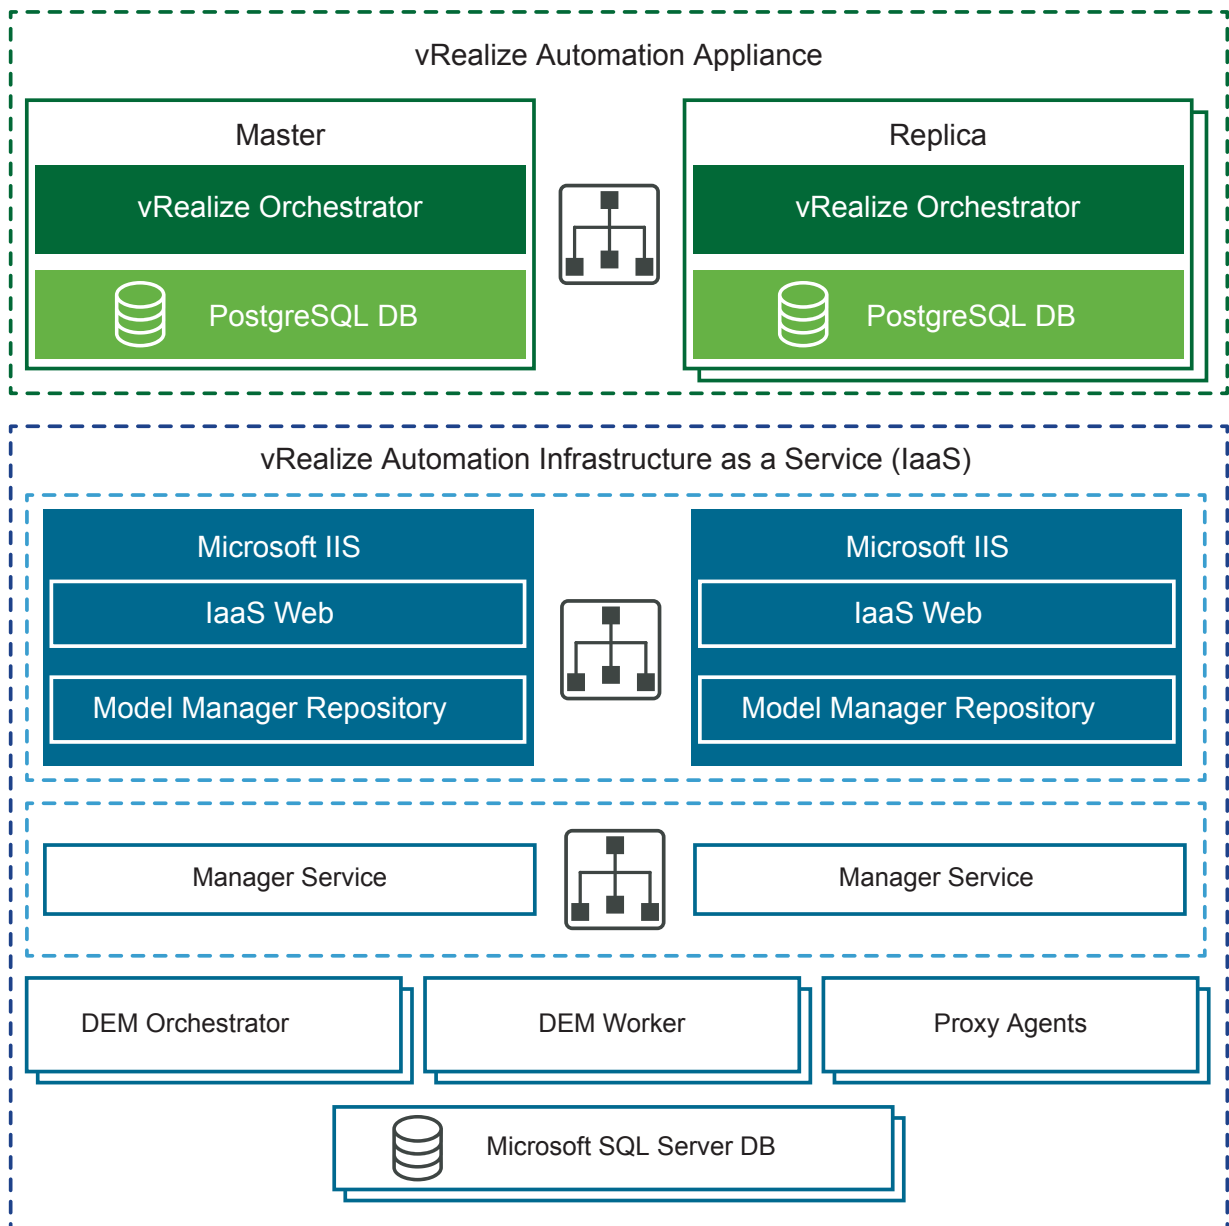 vRealize Automation Appliance
Master
vRealize Orchestrator
PostgreSQL DB
Replica
vRealize Orchestrator
PostgreSQL DB
vRealize Automation Infrastructure as a Service (IaaS)
Microsoft IIS
IaaS Web
Model Manager Repository
Microsoft IIS
IaaS Web
Model Manager Repository
Manager Service
Manager Service
DEM Orchestrator
DEM Worker
Proxy Agents
Microsoft SQL Server DB